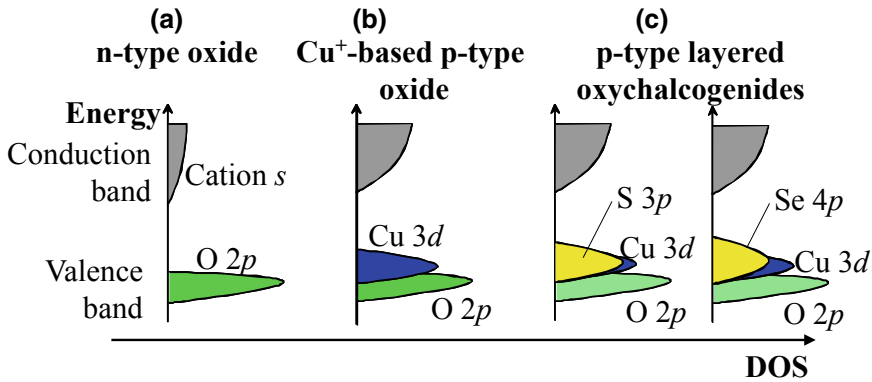 (a)
n-type oxide
(b)
Cu⁺-based p-type
oxide
(c)
p-type layered
oxychalcogenides
Energy
Conduction
band
Cation s
Valence
band
O 2p
Cu 3d
O 2p
S 3p
Cu 3d
O 2p
Se 4p
Cu 3d
O 2p
DOS